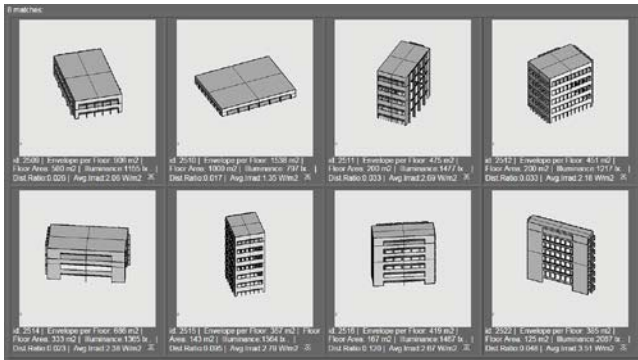 8 matches:
id: 2509 | Envelope per Floor: 906 m2 |
Floor Area: 500 m2 | Illuminance:1155 lx |
Dist.Ratio:0.026 | Avg.Irrad:2.06 W/m2
id: 2510 | Envelope per Floor: 1538 m2 |
Floor Area: 1000 m2 | Illuminance: 797 lx |
Dist.Ratio:0.017 | Avg.Irrad:1.35 W/m2
id: 2511 | Envelope per Floor: 475 m2 |
Floor Area: 200 m2 | Illuminance:1477 lx |
Dist.Ratio:0.033 | Avg.Irrad:2.69 W/m2
id: 2512 | Envelope per Floor: 451 m2 |
Floor Area: 200 m2 | Illuminance:1217 lx |
Dist.Ratio:0.033 | Avg.Irrad:2.18 W/m2
id: 2514 | Envelope per Floor: 686 m2 |
Floor Area: 333 m2 | Illuminance:1365 lx |
Dist.Ratio:0.023 | Avg.Irrad:2.38 W/m2
id: 2515 | Envelope per Floor: 367 m2 | Floor
Area: 143 m2 | Illuminance:1564 lx |
Dist.Ratio:0.095 | Avg.Irrad:2.78 W/m2
id: 2516 | Envelope per Floor: 419 m2 |
Floor Area: 167 m2 | Illuminance:1487 lx |
Dist.Ratio:0.120 | Avg.Irrad:2.67 W/m2
id: 2522 | Envelope per Floor: 385 m2 |
Floor Area: 125 m2 | Illuminance:2087 lx |
Dist.Ratio:0.048 | Avg.Irrad:3.51 W/m2